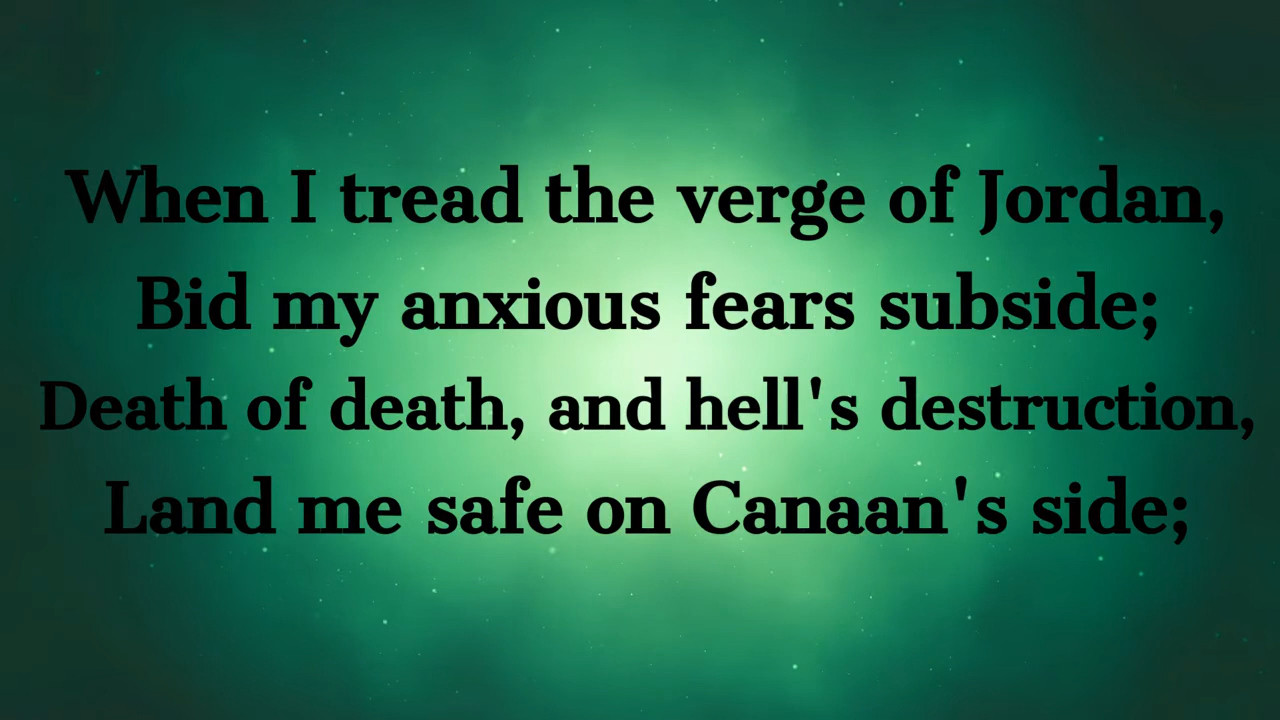 When I tread the verge of Jordan,
Bid my anxious fears subside;
Death of death, and hell's destruction,
Land me safe on Canaan's side;